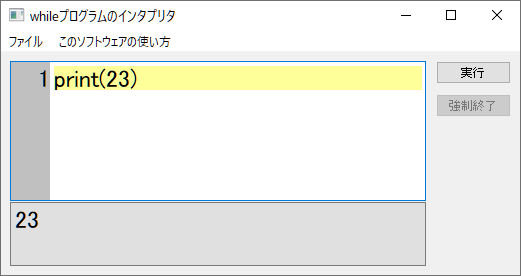 whileプログラムのインタプリタ
ファイル このソフトウェアの使い方
1 print(23)
実行
強制終了
23